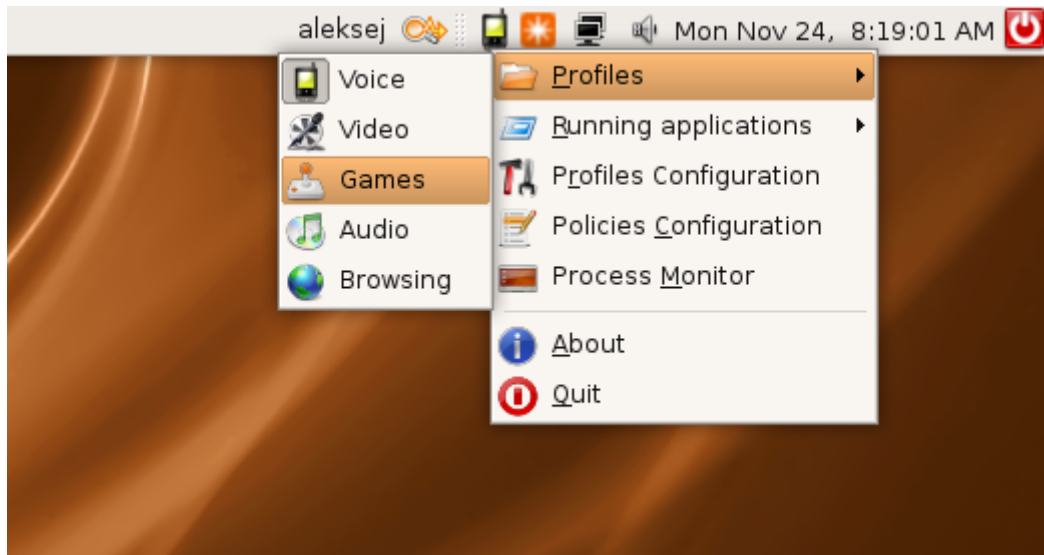 aleksej Mon Nov 24, 8:19:01 AM
Voice
Video
Games
Audio
Browsing
Profiles
Running applications
Profiles Configuration
Policies Configuration
Process Monitor
About
Quit